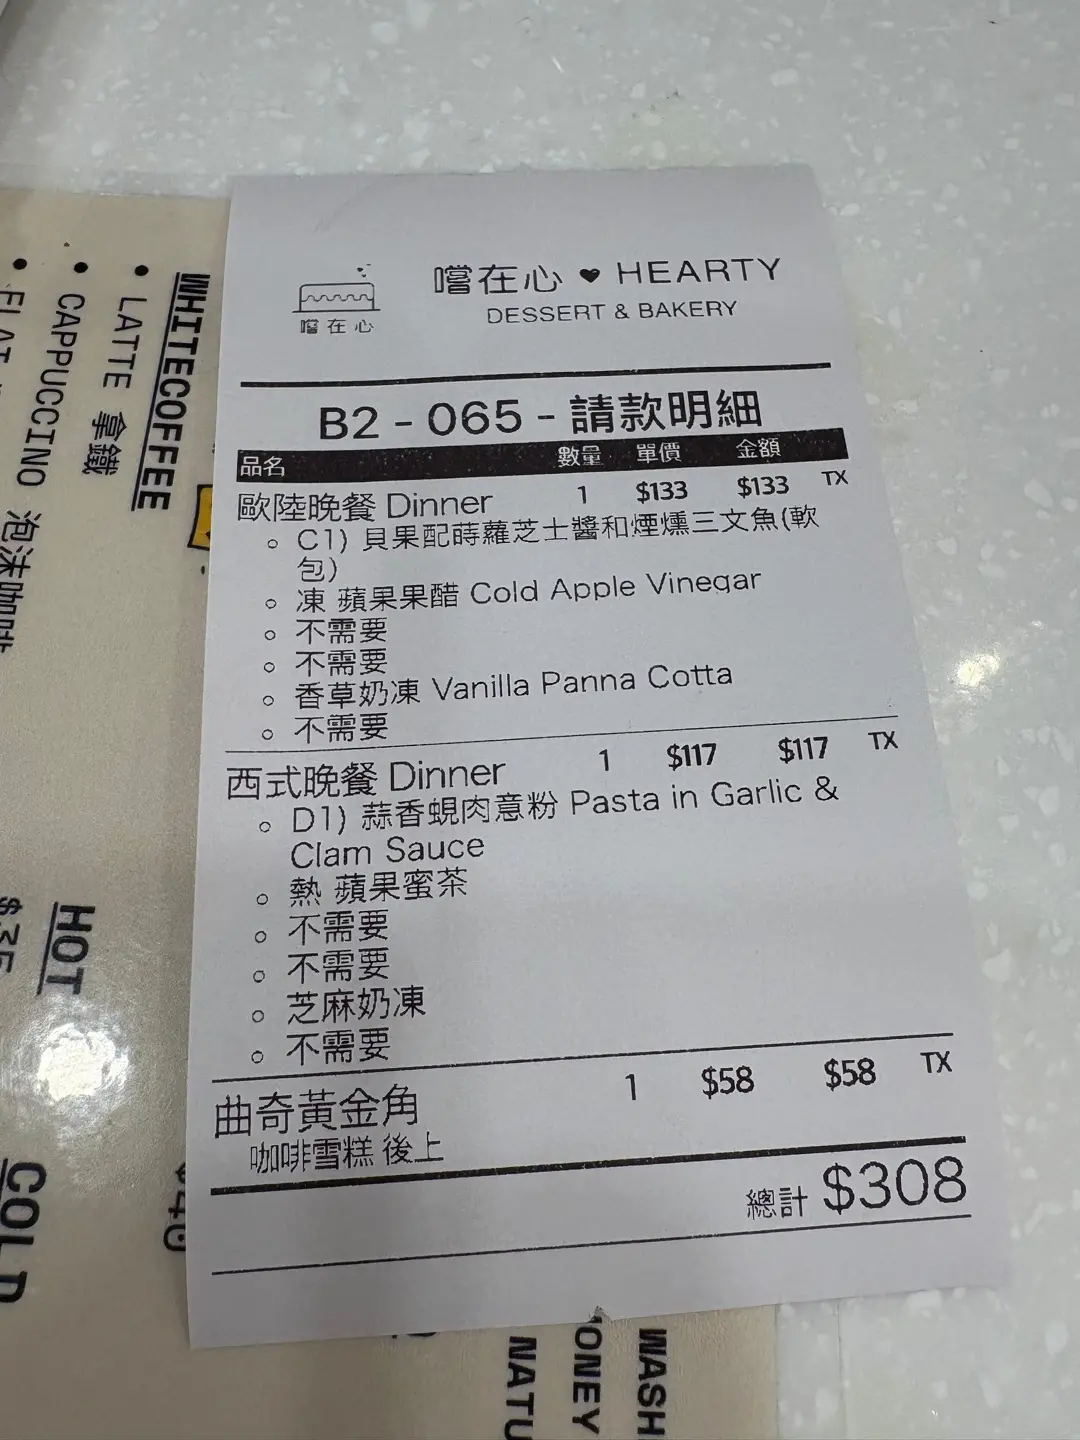 嚐在心 ♥ HEARTY
DESSERT & BAKERY
嚐在心
B2 - 065 - 請款明細
品名 數量 單價 金額
歐陸晚餐 Dinner 1 $133 $133 TX
C1) 貝果配蒔蘿芝士醬和煙燻三文魚(軟
包)
凍 蘋果果醋 Cold Apple Vinegar
不需要
不需要
香草奶凍 Vanilla Panna Cotta
不需要
西式晚餐 Dinner 1 $117 $117 TX
D1) 蒜香蜆肉意粉 Pasta in Garlic &
Clam Sauce
熱 蘋果蜜茶
不需要
不需要
芝麻奶凍
不需要
曲奇黃金角 1 $58 $58 TX
咖啡雪糕 後上
總計 $308
WHITECOFFEE
• LATTE 拿鐵
• CAPPUCCINO 泡沫咖啡
HOT
COLD
WASH